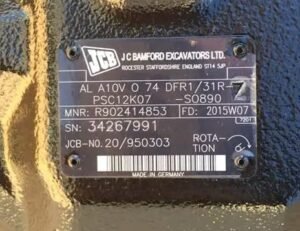 JCB
J C BAMFORD EXCAVATORS LTD.
ROCESTER STAFFORDSHIRE ENGLAND ST14 5JP
AL A10V O 74 DFR1/31R-
PSC12K07 -SO890
MNR: R902414853 FD: 2015W07
SN: 34267991 7201
JCB-NO. 20/950303 ROTA-
TION
MADE IN GERMANY